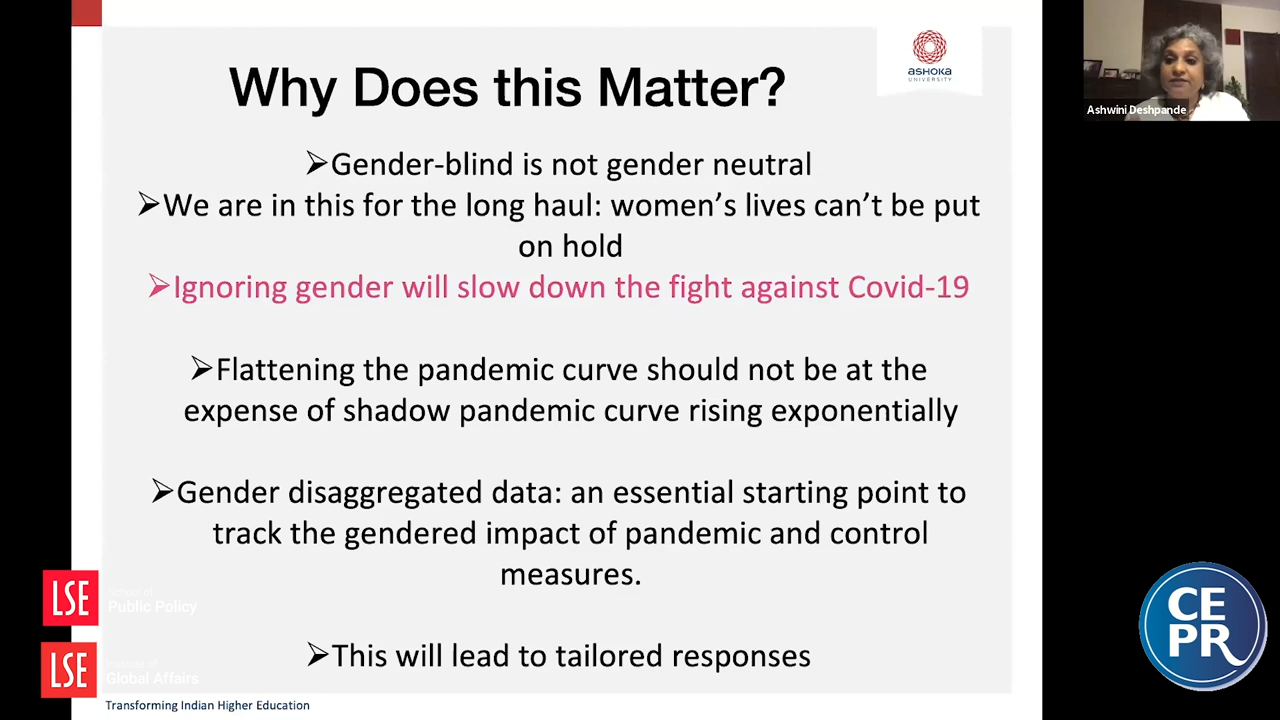 Why Does this Matter?
ASHOKA
UNIVERSITY
Ashwini Deshpande
➢Gender-blind is not gender neutral
➢We are in this for the long haul: women’s lives can’t be put
on hold
➢Ignoring gender will slow down the fight against Covid-19
➢Flattening the pandemic curve should not be at the
expense of shadow pandemic curve rising exponentially
➢Gender disaggregated data: an essential starting point to
track the gendered impact of pandemic and control
measures.
➢This will lead to tailored responses
LSE
School of
Public Policy
LSE
Institute of
Global Affairs
CE
PR
Transforming Indian Higher Education